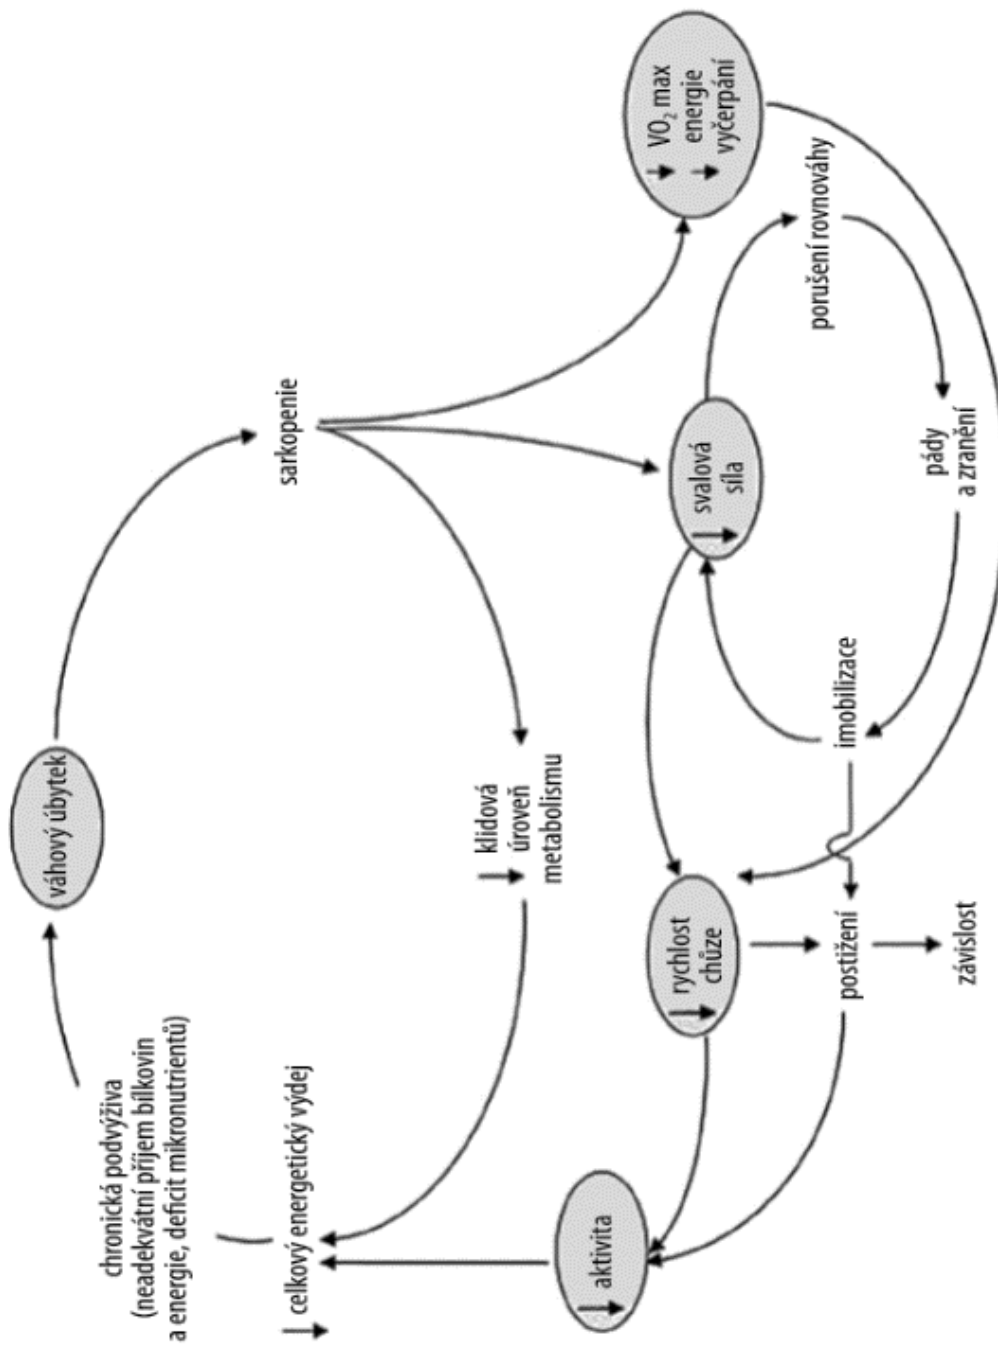 váhový úbytek
chronická podvýživa
(neadekvátní příjem bílkovin
a energie, deficit mikronutrientů)
sarkopenie
↓ celkový energetický výdej
↓ klidová
úroveň
metabolismu
↓ aktivita
↓ rychlost
chůze
↓ svalová
síla
↓ VO₂ max
↓ energie
vyčerpání
porušení rovnováhy
postižení
imobilizace
pády
a zranění
závislost